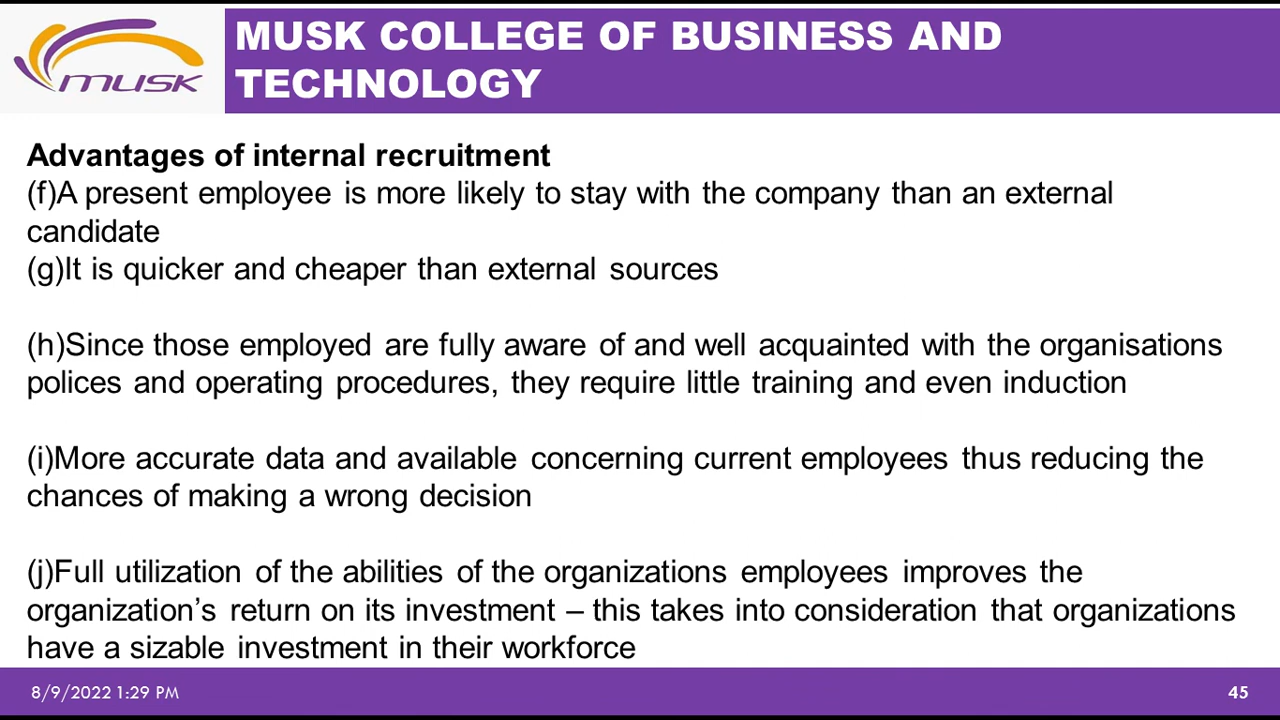 musk
MUSK COLLEGE OF BUSINESS AND
TECHNOLOGY
Advantages of internal recruitment
(f)A present employee is more likely to stay with the company than an external
candidate
(g)It is quicker and cheaper than external sources
(h)Since those employed are fully aware of and well acquainted with the organisations
polices and operating procedures, they require little training and even induction
(i)More accurate data and available concerning current employees thus reducing the
chances of making a wrong decision
(j)Full utilization of the abilities of the organizations employees improves the
organization’s return on its investment – this takes into consideration that organizations
have a sizable investment in their workforce
8/9/2022 1:29 PM
45